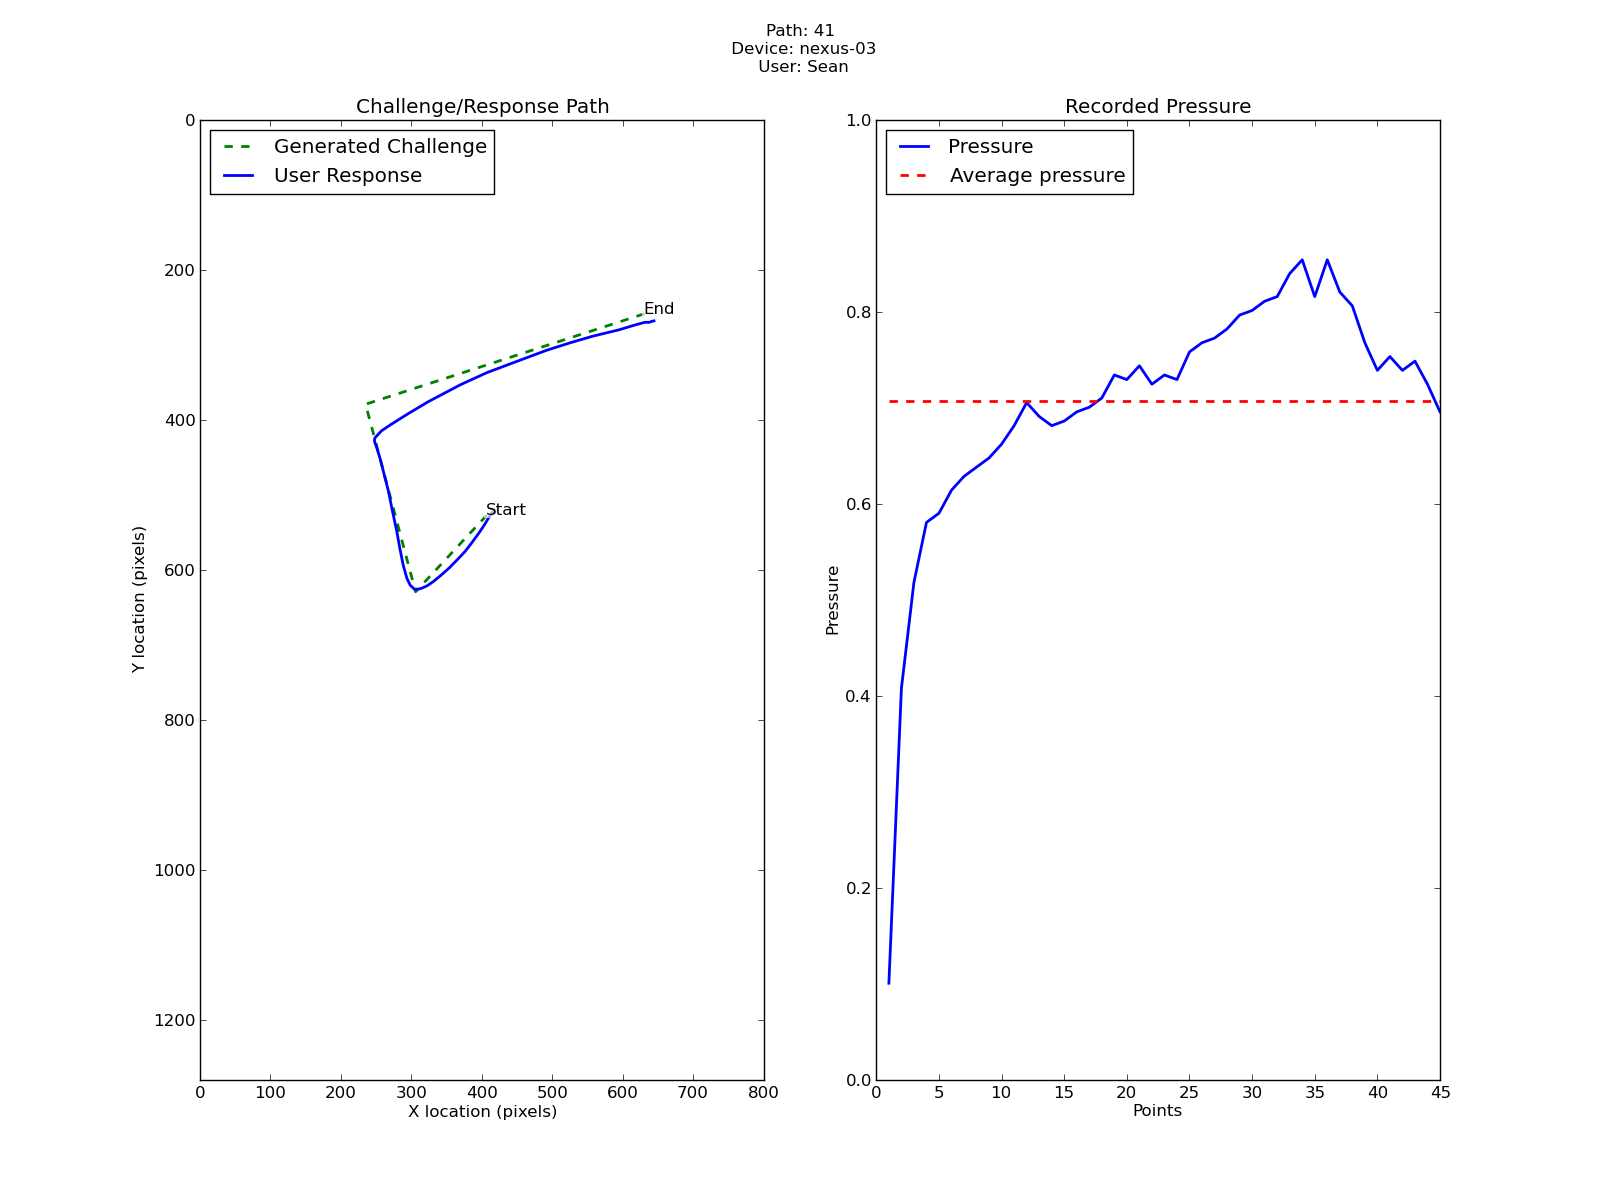 Path: 41
Device: nexus-03
User: Sean
Challenge/Response Path
Generated Challenge
User Response
0
200
400
600
800
1000
1200
Y location (pixels)
End
Start
0 100 200 300 400 500 600 700 800
X location (pixels)
Recorded Pressure
Pressure
Average pressure
1.0
0.8
0.6
0.4
0.2
0.0
Pressure
0 5 10 15 20 25 30 35 40 45
Points